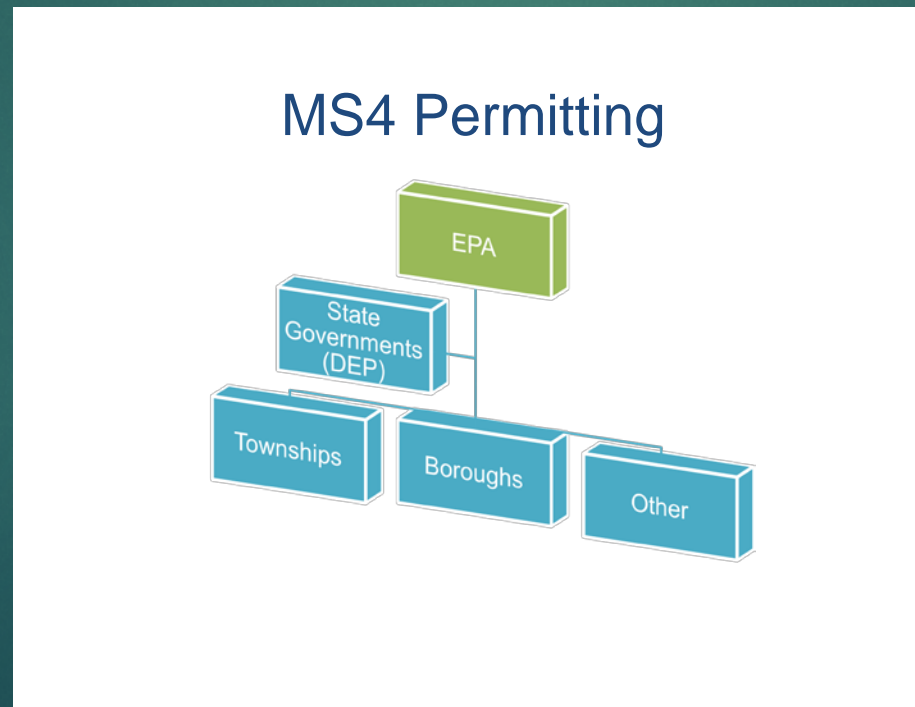 MS4 Permitting
EPA
State
Governments
(DEP)
Townships
Boroughs
Other